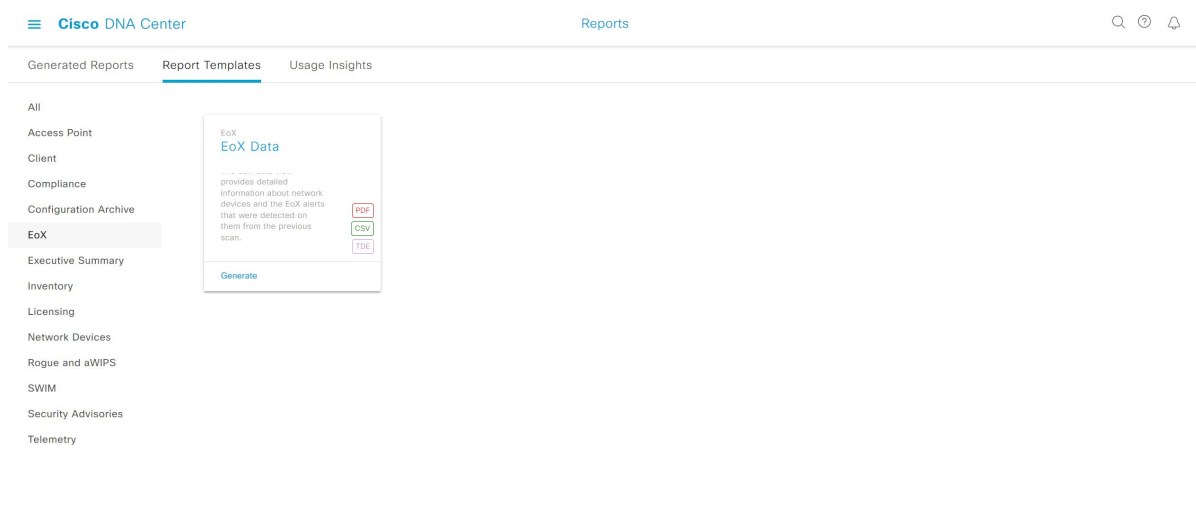 Cisco DNA Center
Reports
Generated Reports
Report Templates
Usage Insights
All
Access Point
Client
Compliance
Configuration Archive
EoX
Executive Summary
Inventory
Licensing
Network Devices
Rogue and aWIPS
SWIM
Security Advisories
Telemetry
EoX
EoX Data
provides detailed
information about network
devices and the EoX alerts
that were detected on
them from the previous
scan.
PDF
CSV
TDE
Generate